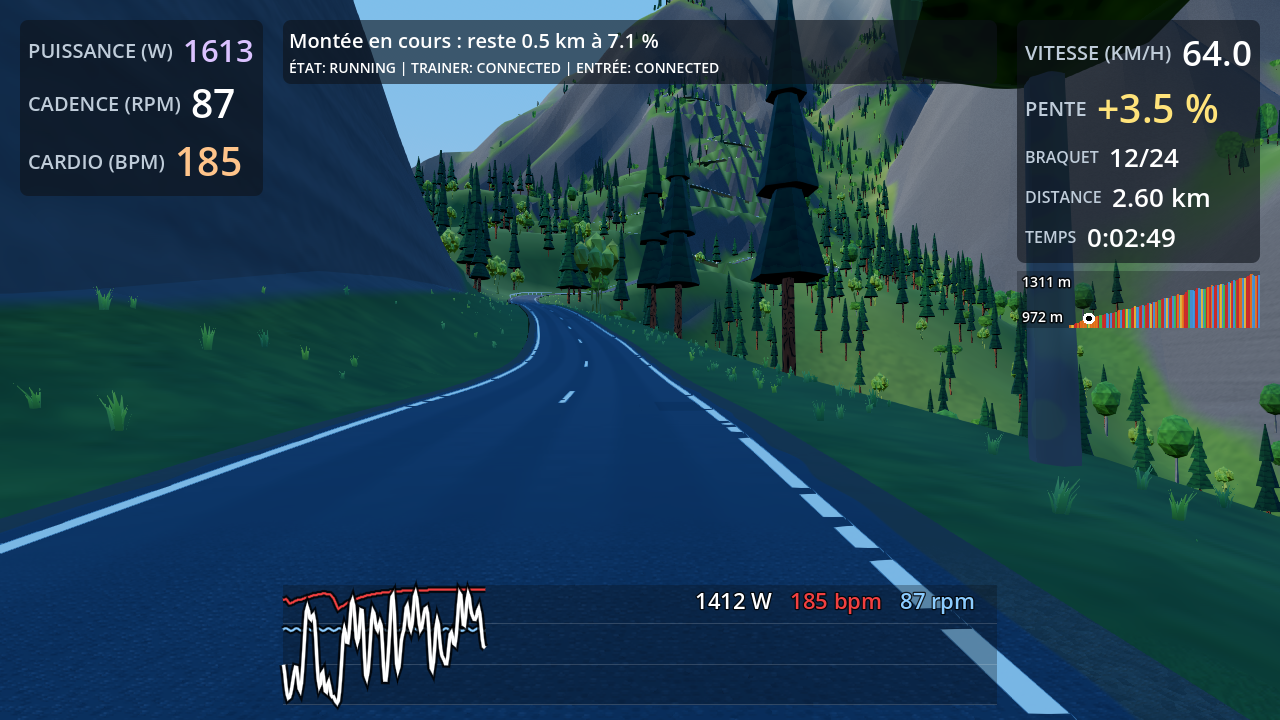 PUISSANCE (W) 1613
CADENCE (RPM) 87
CARDIO (BPM) 185
Montée en cours : reste 0.5 km à 7.1 %
ÉTAT: RUNNING | TRAINER: CONNECTED | ENTRÉE: CONNECTED
VITESSE (KM/H) 64.0
PENTE +3.5 %
BRAQUET 12/24
DISTANCE 2.60 km
TEMPS 0:02:49
1311 m
972 m
1412 W 185 bpm 87 rpm